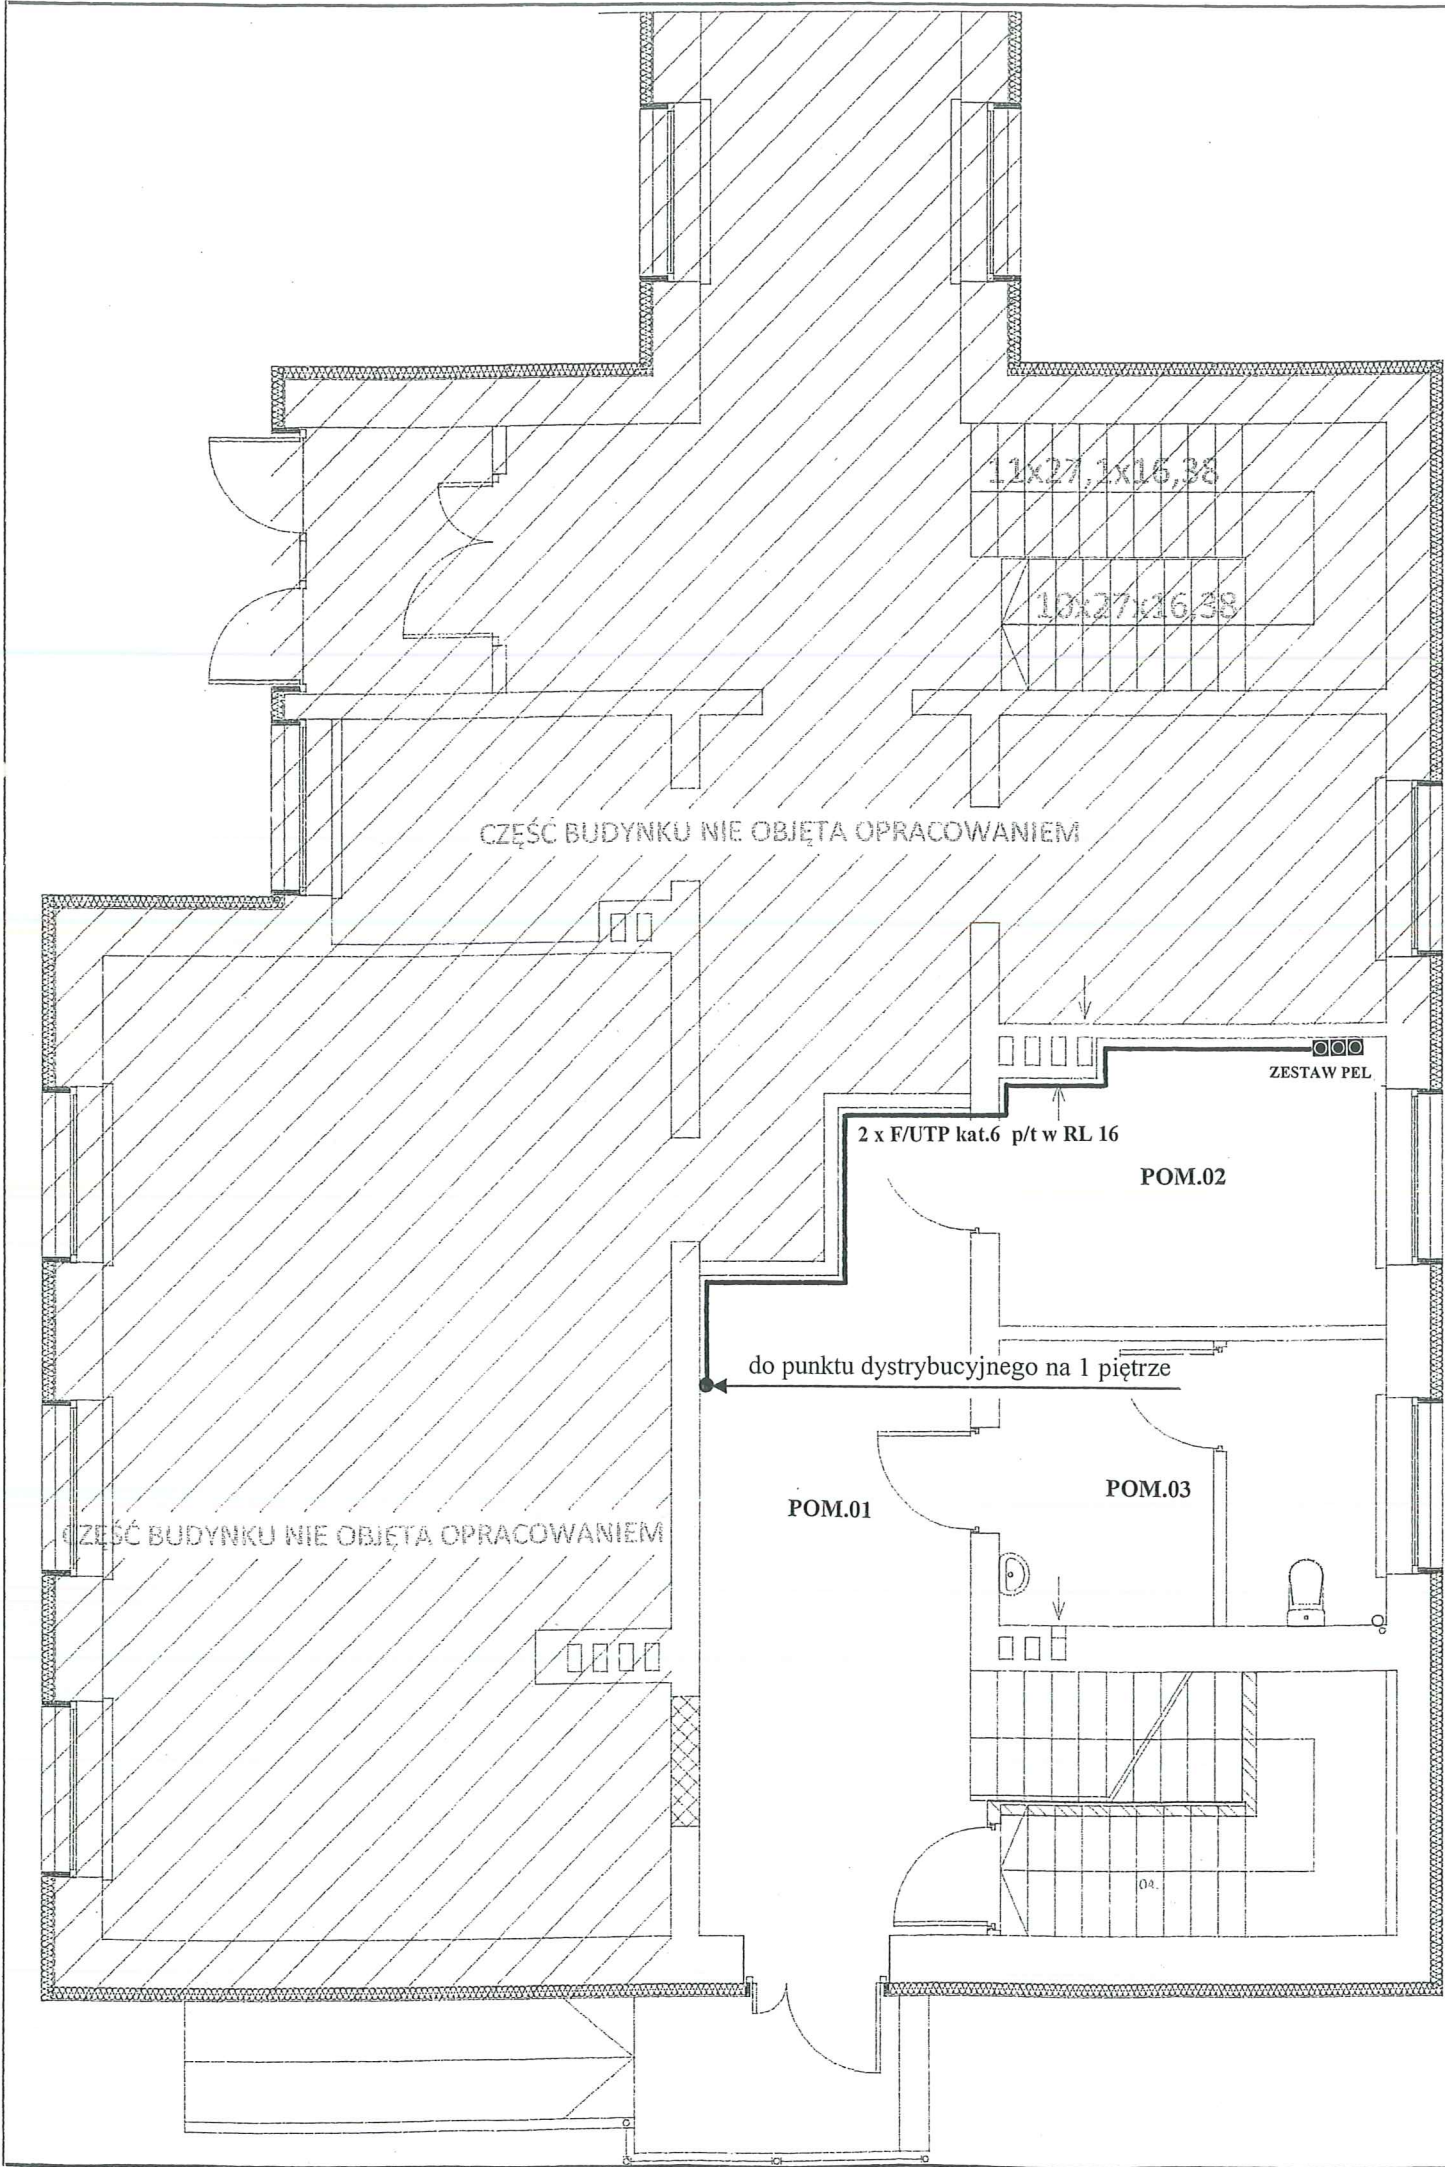 11x27,1x16,38
10x27x16,38
CZĘŚĆ BUDYNKU NIE OBJĘTA OPRACOWANIEM
ZESTAW PEL
2 x F/UTP kat.6 p/t w RL 16
POM.02
do punktu dystrybucyjnego na 1 piętrze
POM.03
POM.01
CZĘŚĆ BUDYNKU NIE OBJĘTA OPRACOWANIEM
04.